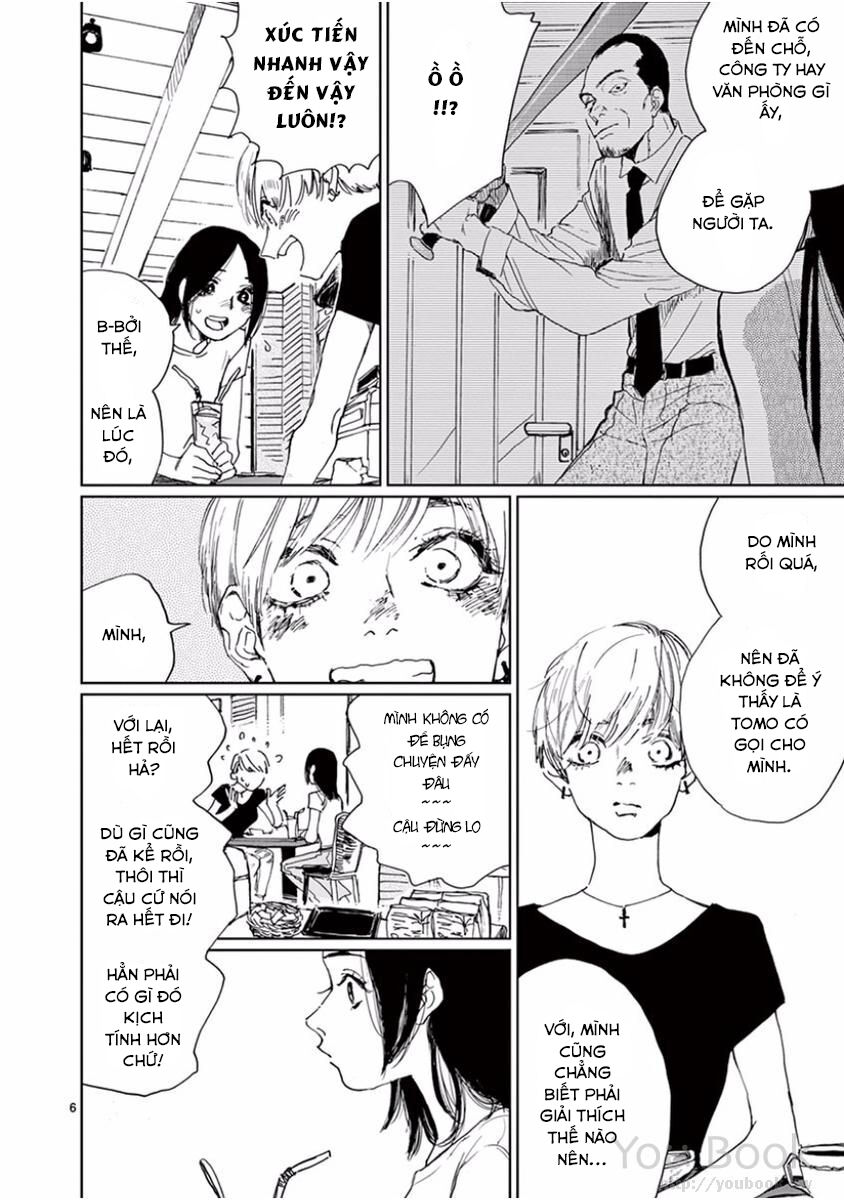 MÌNH ĐÃ CÓ
ĐẾN CHỖ,
CÔNG TY HAY
VĂN PHÒNG GÌ
ẤY,
ĐỂ GẶP
NGƯỜI TA.
Ồ Ồ
!!?
XÚC TIẾN
NHANH VẬY
ĐẾN VẬY
LUÔN!?
B-BỞI
THẾ,
NÊN LÀ
LÚC
ĐÓ,
DO MÌNH
RỐI QUÁ,
NÊN ĐÃ
KHÔNG ĐỂ Ý
THẤY LÀ
TOMO CÓ
GỌI CHO
MÌNH.
VỚI, MÌNH
CŨNG
CHẲNG
BIẾT PHẢI
GIẢI THÍCH
THẾ NÀO
NÊN...
MÌNH,
MÌNH KHÔNG CÓ
ĐỂ BỤNG
CHUYỆN ĐẤY
ĐÂU
~~~
CẬU ĐỪNG LO
~~~
VỚI LẠI,
HẾT RỒI
HẢ?
DÙ GÌ CŨNG
ĐÃ KỂ RỒI,
THÔI THÌ
CẬU CỨ NÓI
RA HẾT ĐI!
HẲN PHẢI
CÓ GÌ ĐÓ
KỊCH
TÍNH HƠN
CHỨ!
6